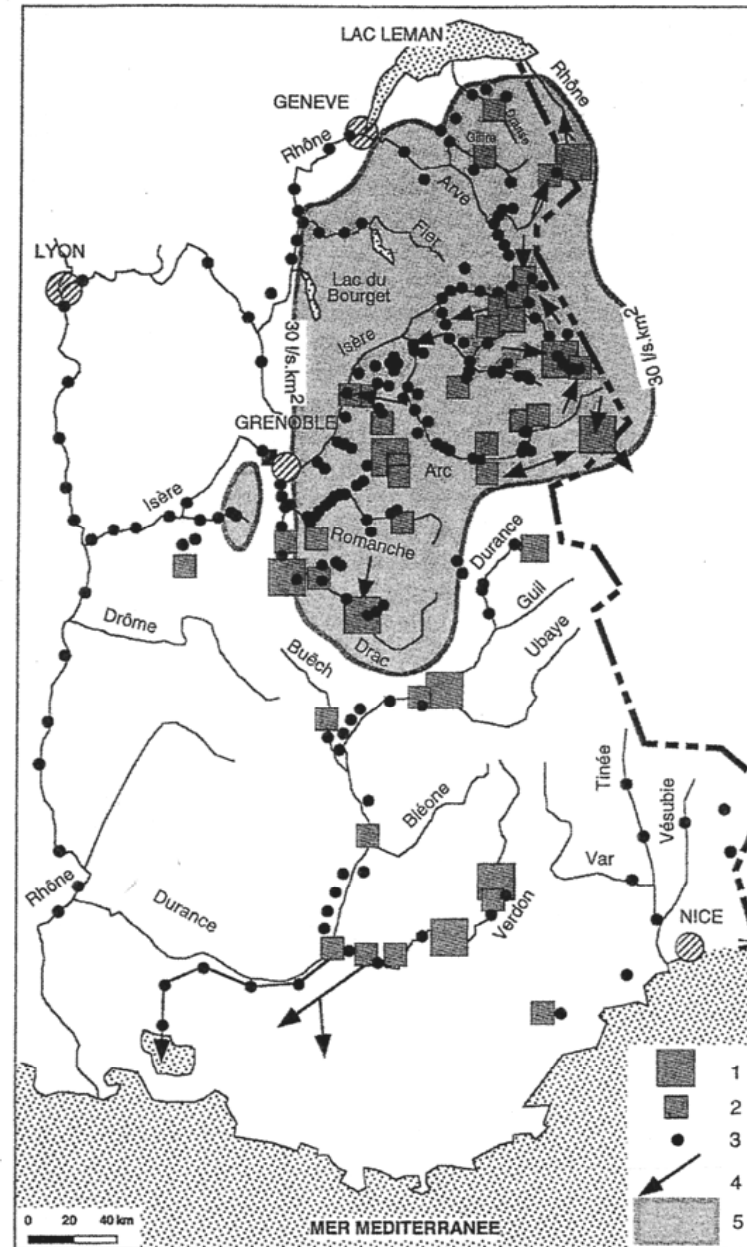 LAC LEMAN
GENEVE
Rhône
Rhône
Dranse
Giffre
Arve
Fier
LYON
Lac du
Bourget
Isère
30 l/s.km²
30 l/s.km²
GRENOBLE
Arc
Isère
Romanche
Durance
Guil
Drôme
Drac
Ubaye
Buëch
Tinée
Vésubie
Bléone
Var
Rhône
Durance
Verdon
NICE
1
2
3
4
5
0 20 40 km
MER MEDITERRANEE